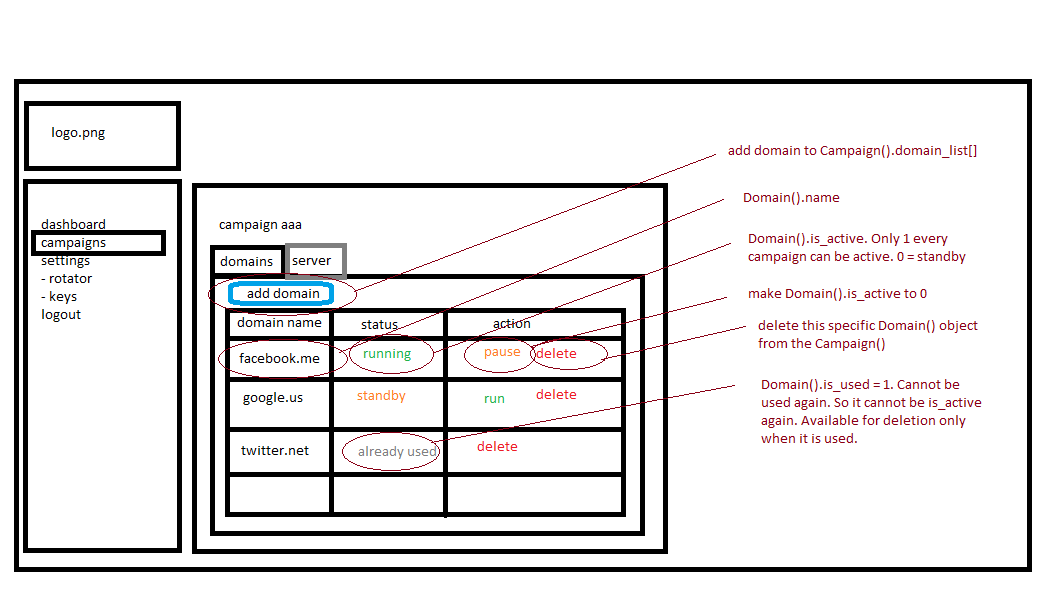 logo.png
dashboard
campaigns
settings
- rotator
- keys
logout
campaign aaa
domains
server
add domain
domain name
status
action
facebook.me
running
pause
delete
google.us
standby
run
delete
twitter.net
already used
delete
add domain to Campaign().domain_list[]
Domain().name
Domain().is_active. Only 1 every
campaign can be active. 0 = standby
make Domain().is_active to 0
delete this specific Domain() object
from the Campaign()
Domain().is_used = 1. Cannot be
used again. So it cannot be is_active
again. Available for deletion only
when it is used.